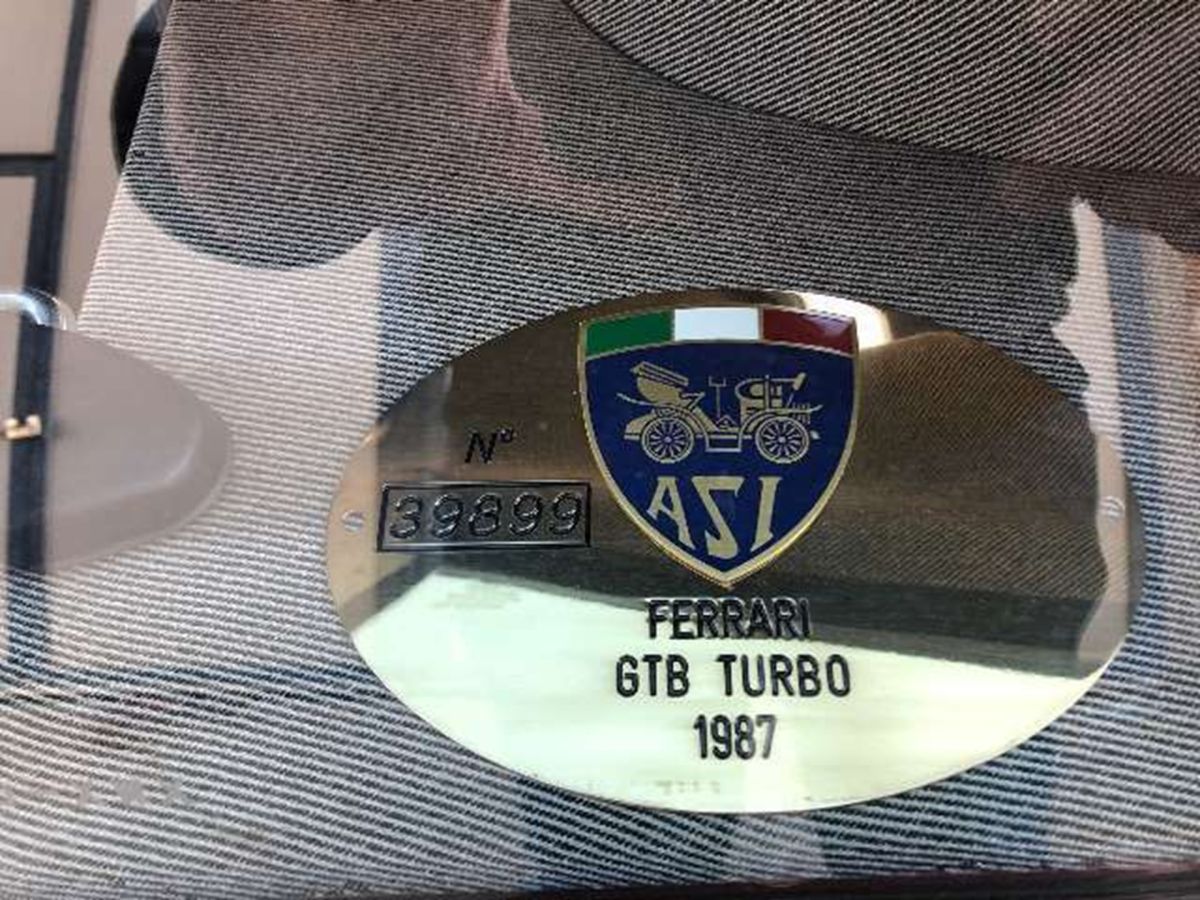 N°
39899
ASI
FERRARI
GTB TURBO
1987